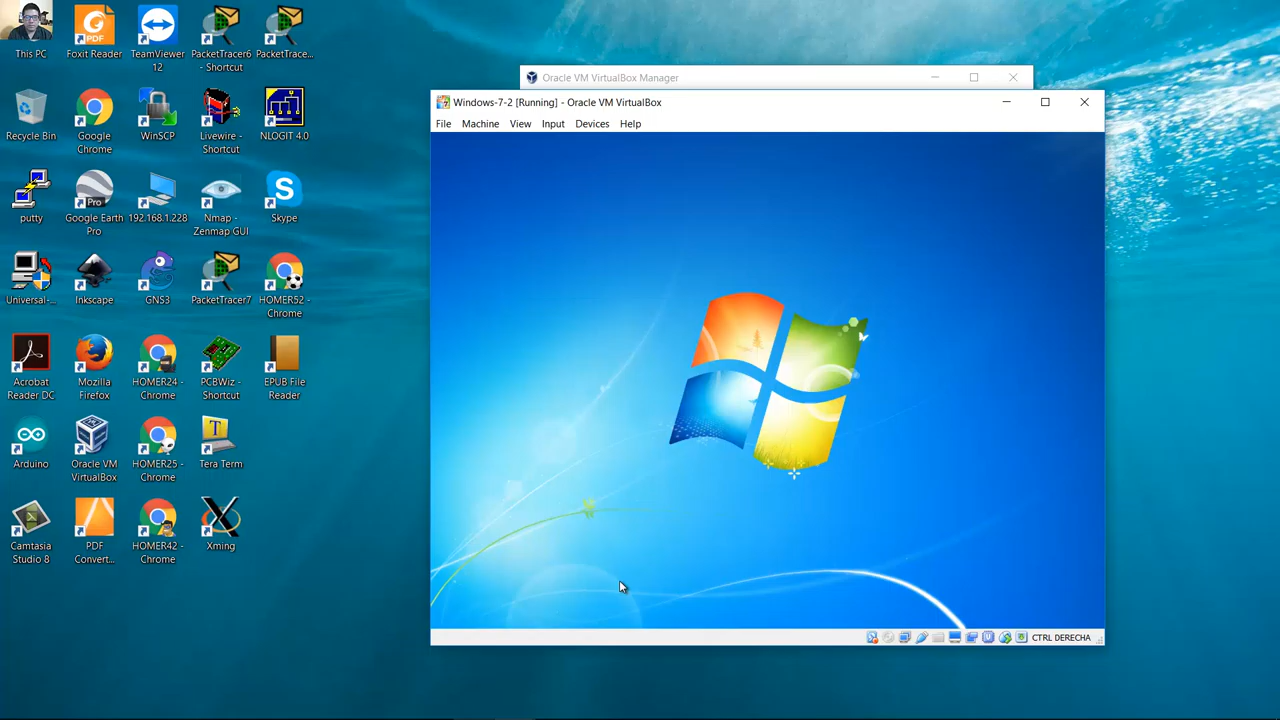 This PC
Foxit Reader
TeamViewer
12
PacketTracer6
- Shortcut
PacketTrace...
Recycle Bin
Google
Chrome
WinSCP
Livewire -
Shortcut
NLOGIT 4.0
putty
Google Earth
Pro
192.168.1.228
Nmap -
Zenmap GUI
Skype
Universal-...
Inkscape
GNS3
PacketTracer7
HOMER52 -
Chrome
Acrobat
Reader DC
Mozilla
Firefox
HOMER24 -
Chrome
PCBWiz -
Shortcut
EPUB File
Reader
Arduino
Oracle VM
VirtualBox
HOMER25 -
Chrome
Tera Term
Camtasia
Studio 8
PDF
Convert...
HOMER42 -
Chrome
Xming
Oracle VM VirtualBox Manager
Windows-7-2 [Running] - Oracle VM VirtualBox
File Machine View Input Devices Help
CTRL DERECHA